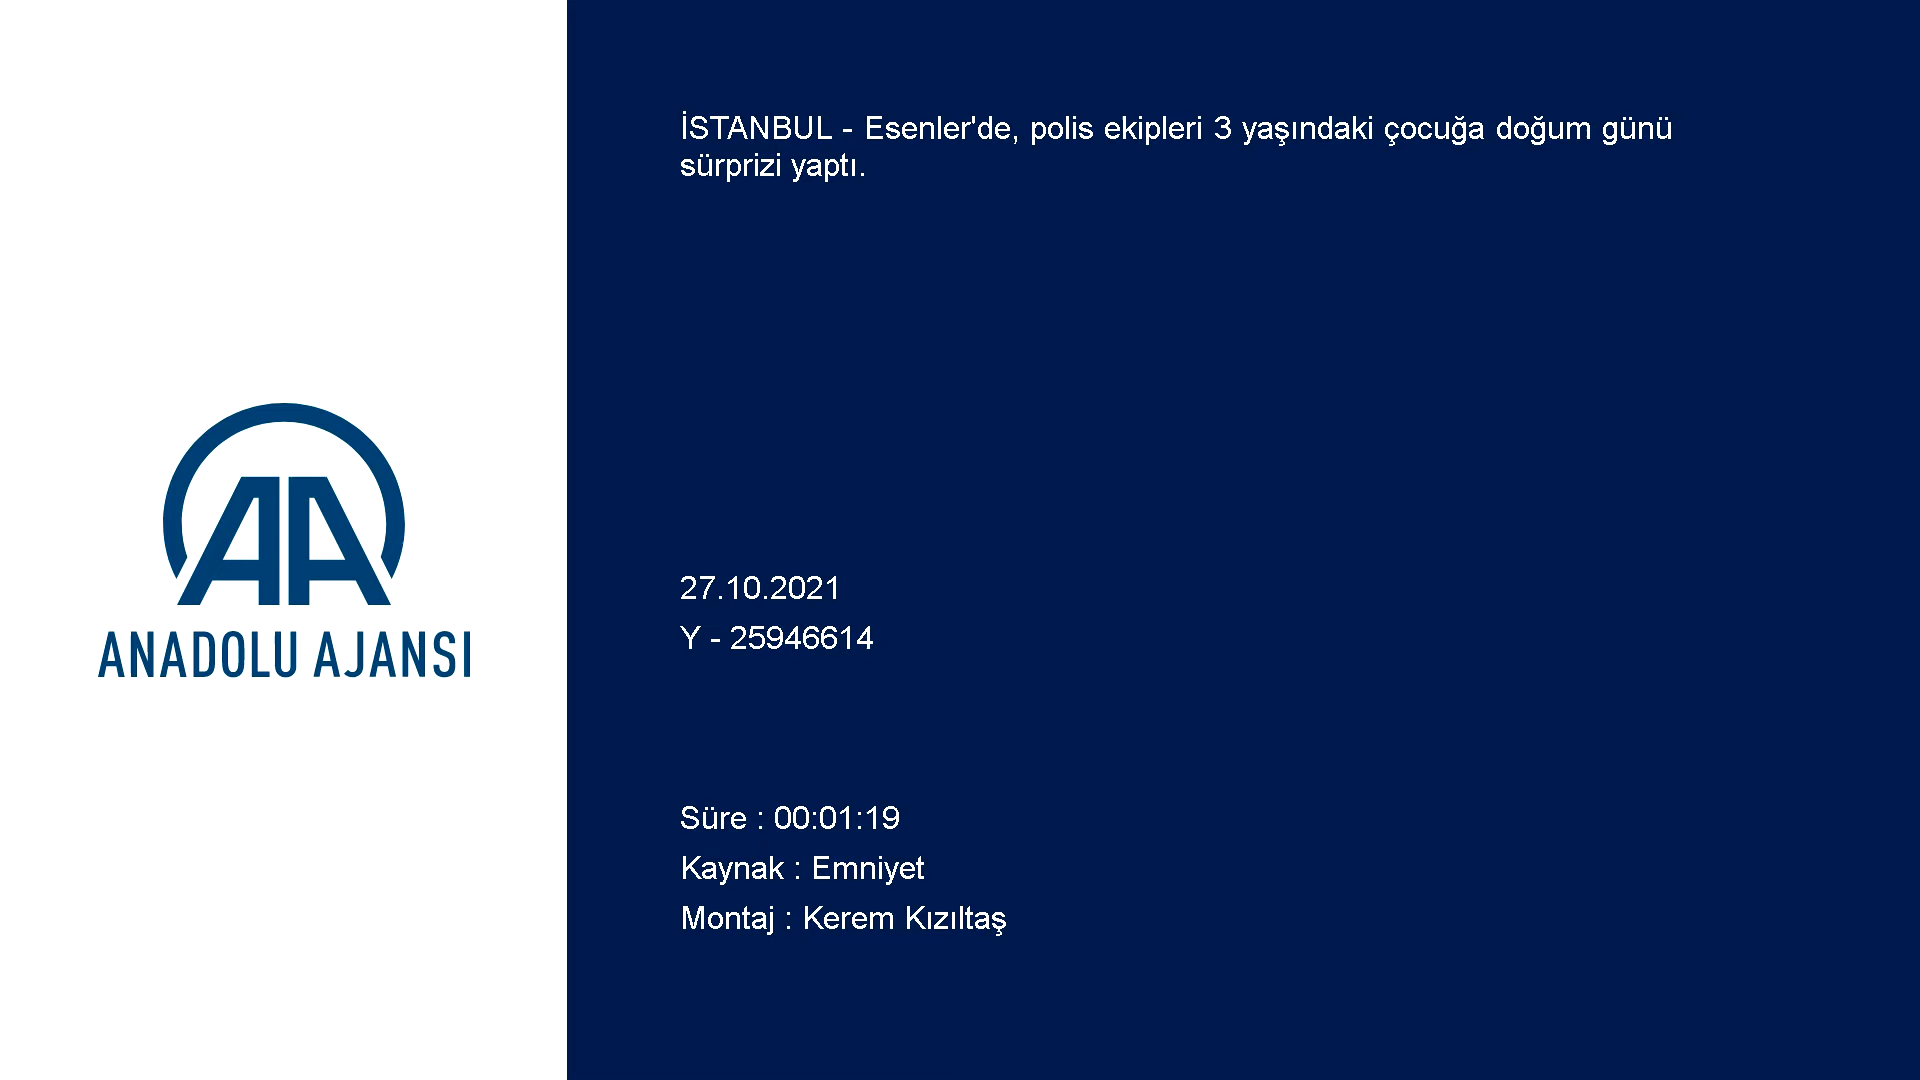 İSTANBUL - Esenler'de, polis ekipleri 3 yaşındaki çocuğa doğum günü
sürprizi yaptı.
AA
ANADOLU AJANSI
27.10.2021
Y - 25946614
Süre : 00:01:19
Kaynak : Emniyet
Montaj : Kerem Kızıltaş